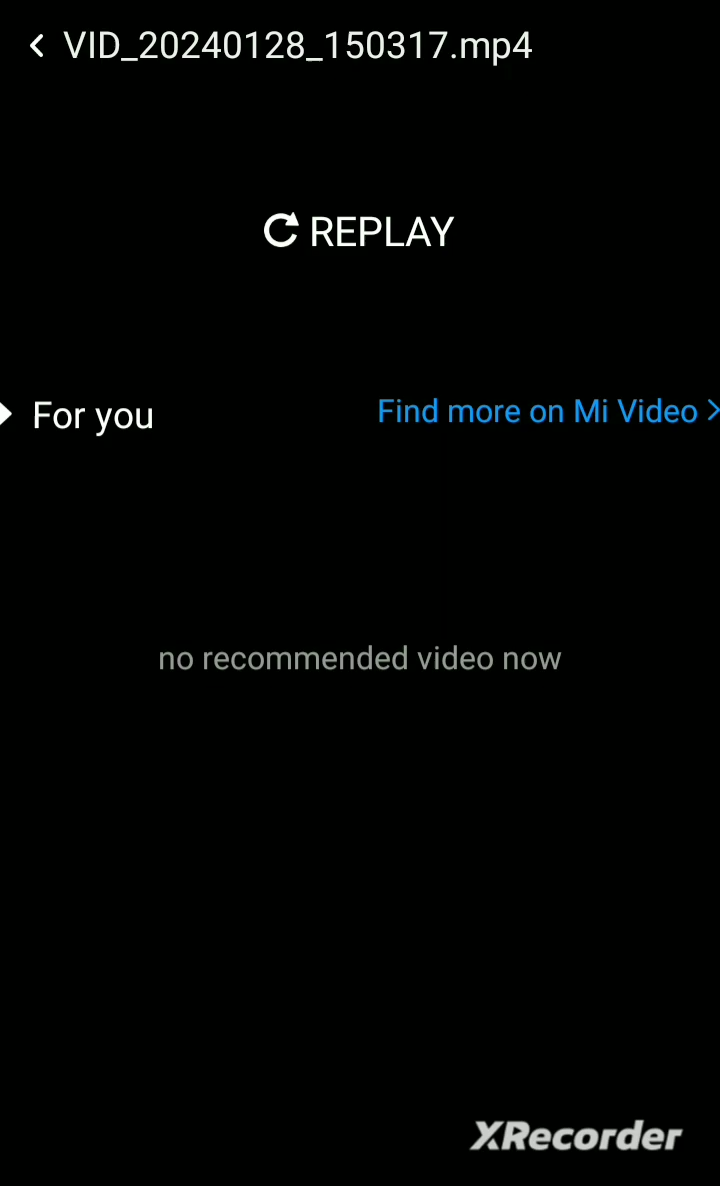 VID_20240128_150317.mp4
REPLAY
For you
Find more on Mi Video
no recommended video now
XRecorder